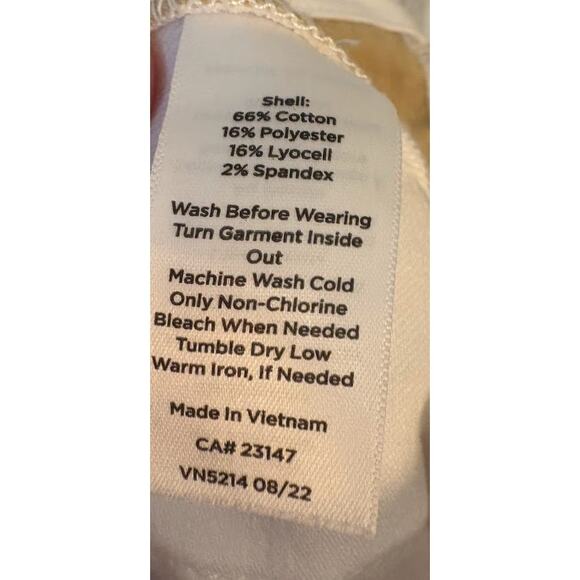 Shell:
66% Cotton
16% Polyester
16% Lyocell
2% Spandex
Wash Before Wearing
Turn Garment Inside
Out
Machine Wash Cold
Only Non-Chlorine
Bleach When Needed
Tumble Dry Low
Warm Iron, If Needed
Made In Vietnam
CA# 23147
VN5214 08/22